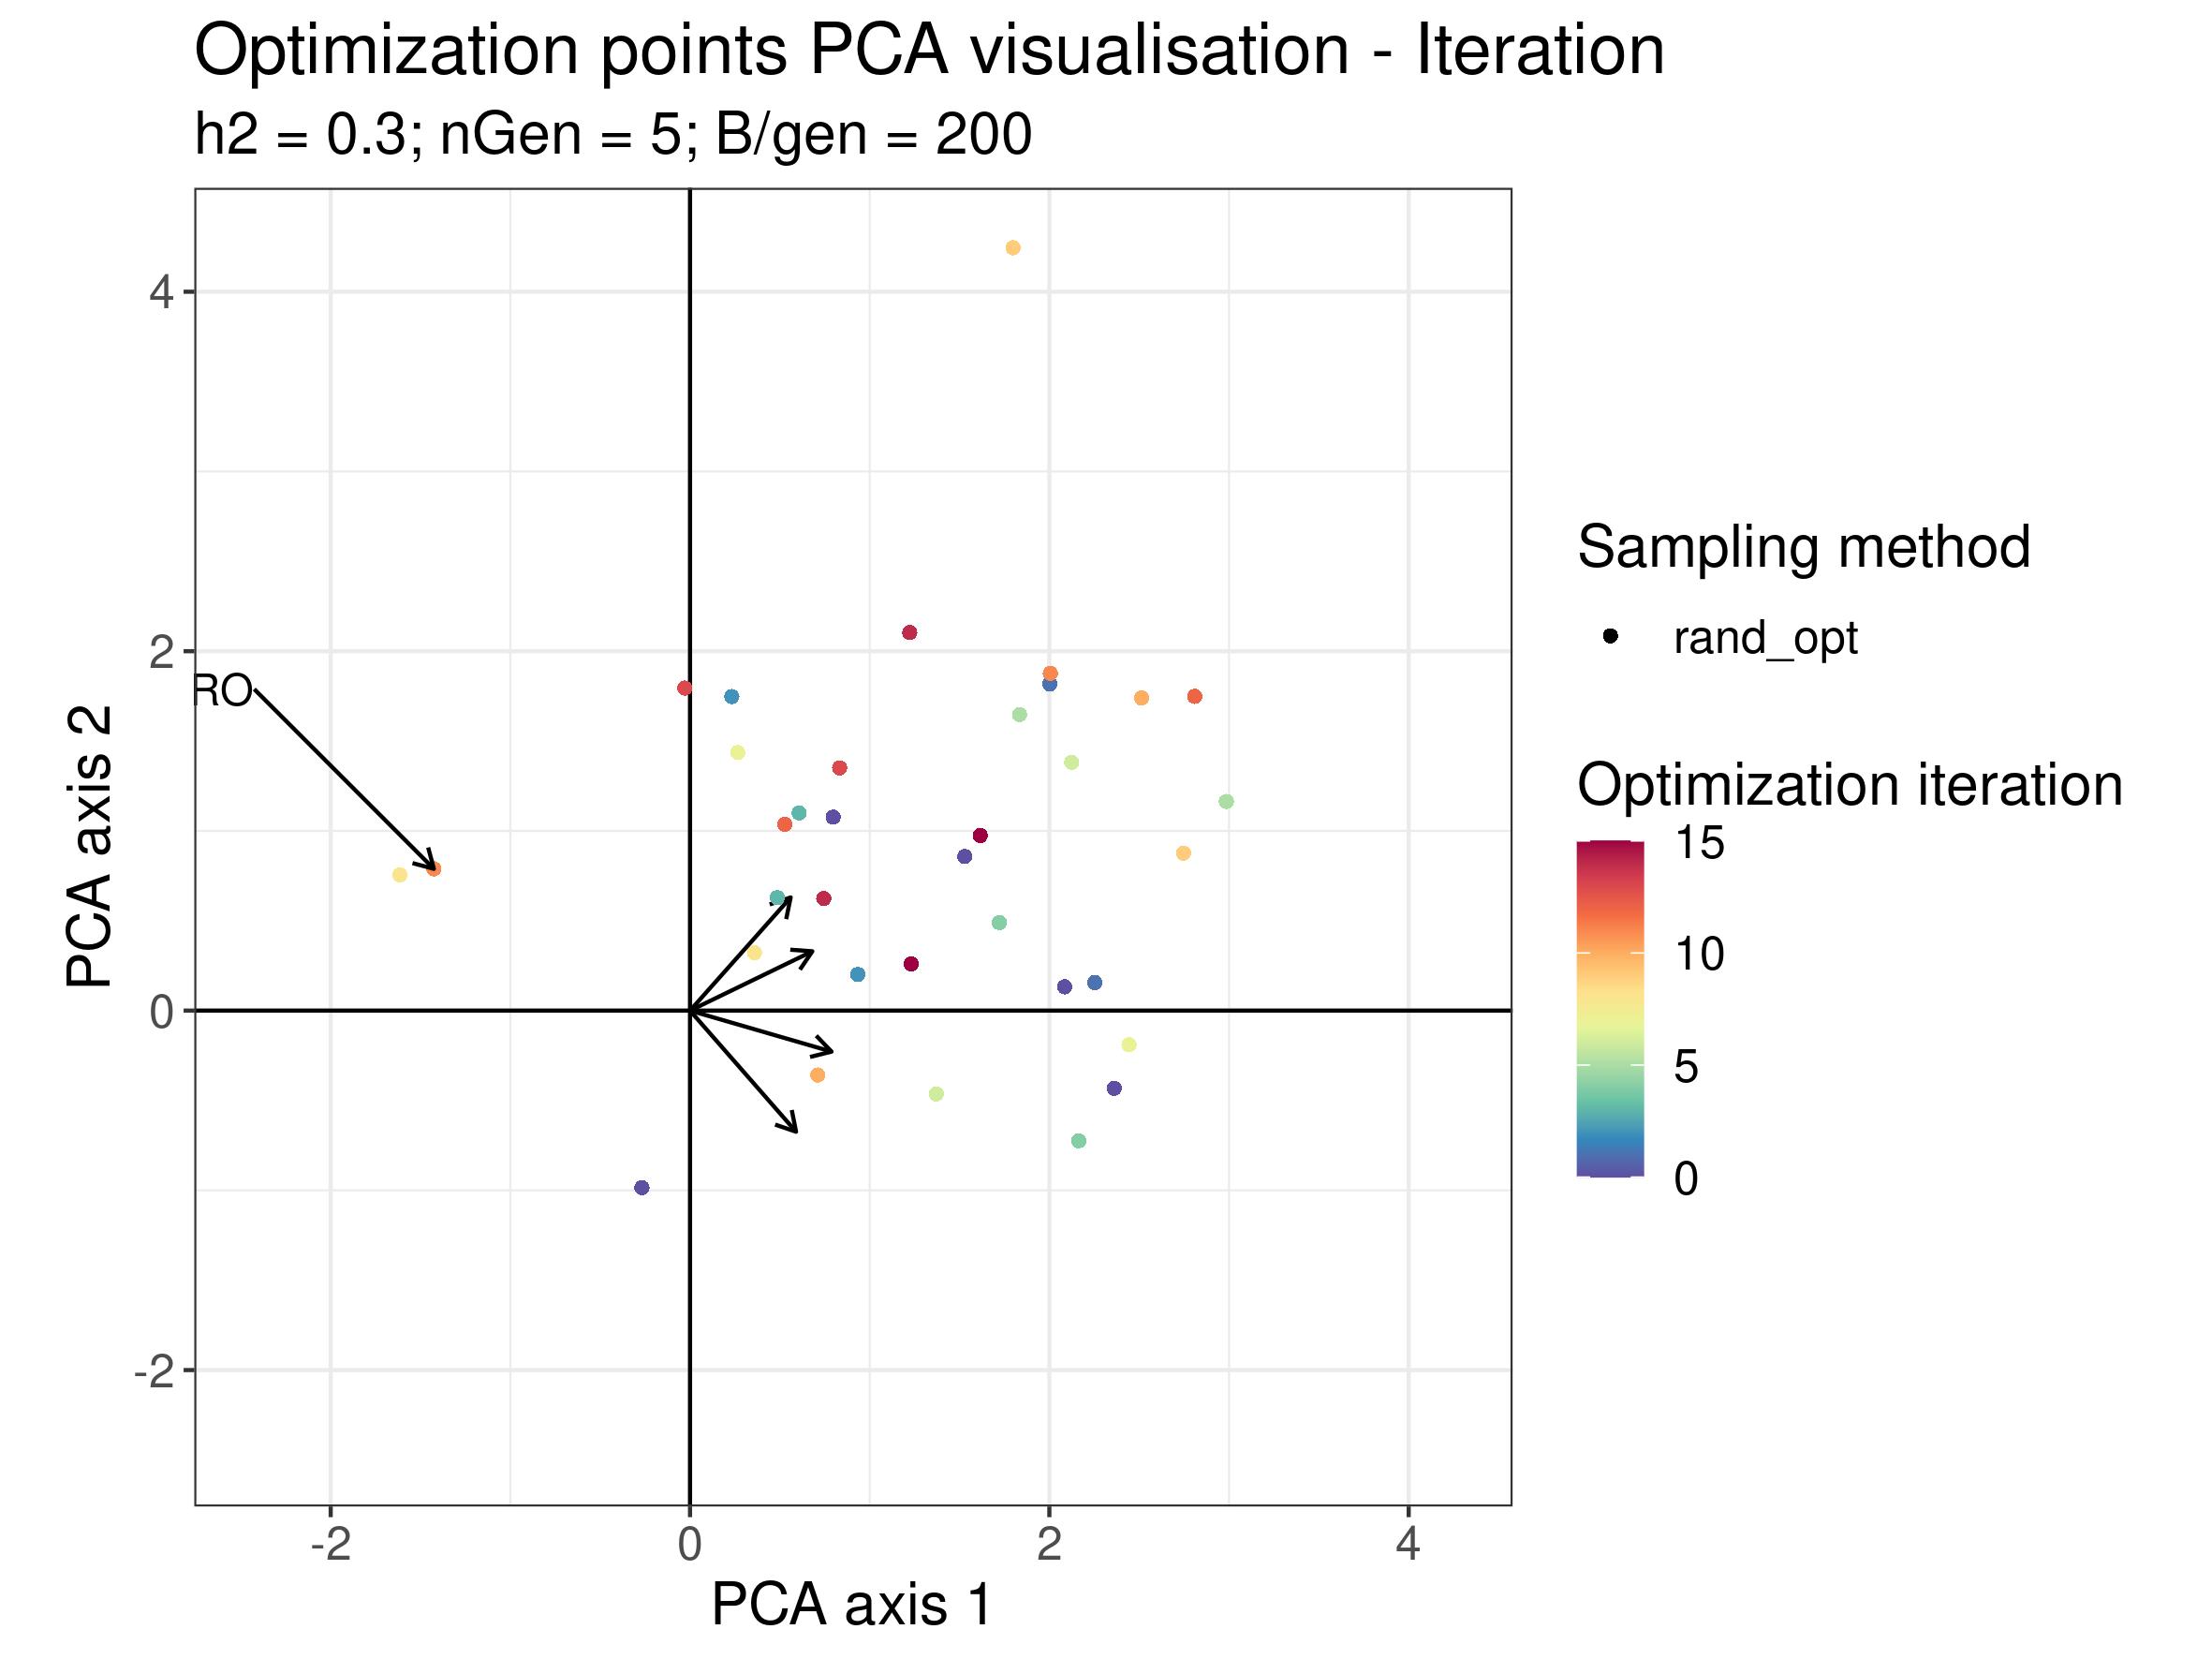 Optimization points PCA visualisation - Iteration
h2 = 0.3; nGen = 5; B/gen = 200
4
2
0
-2
PCA axis 2
RO
-2
0
2
4
PCA axis 1
Sampling method
rand_opt
Optimization iteration
15
10
5
0